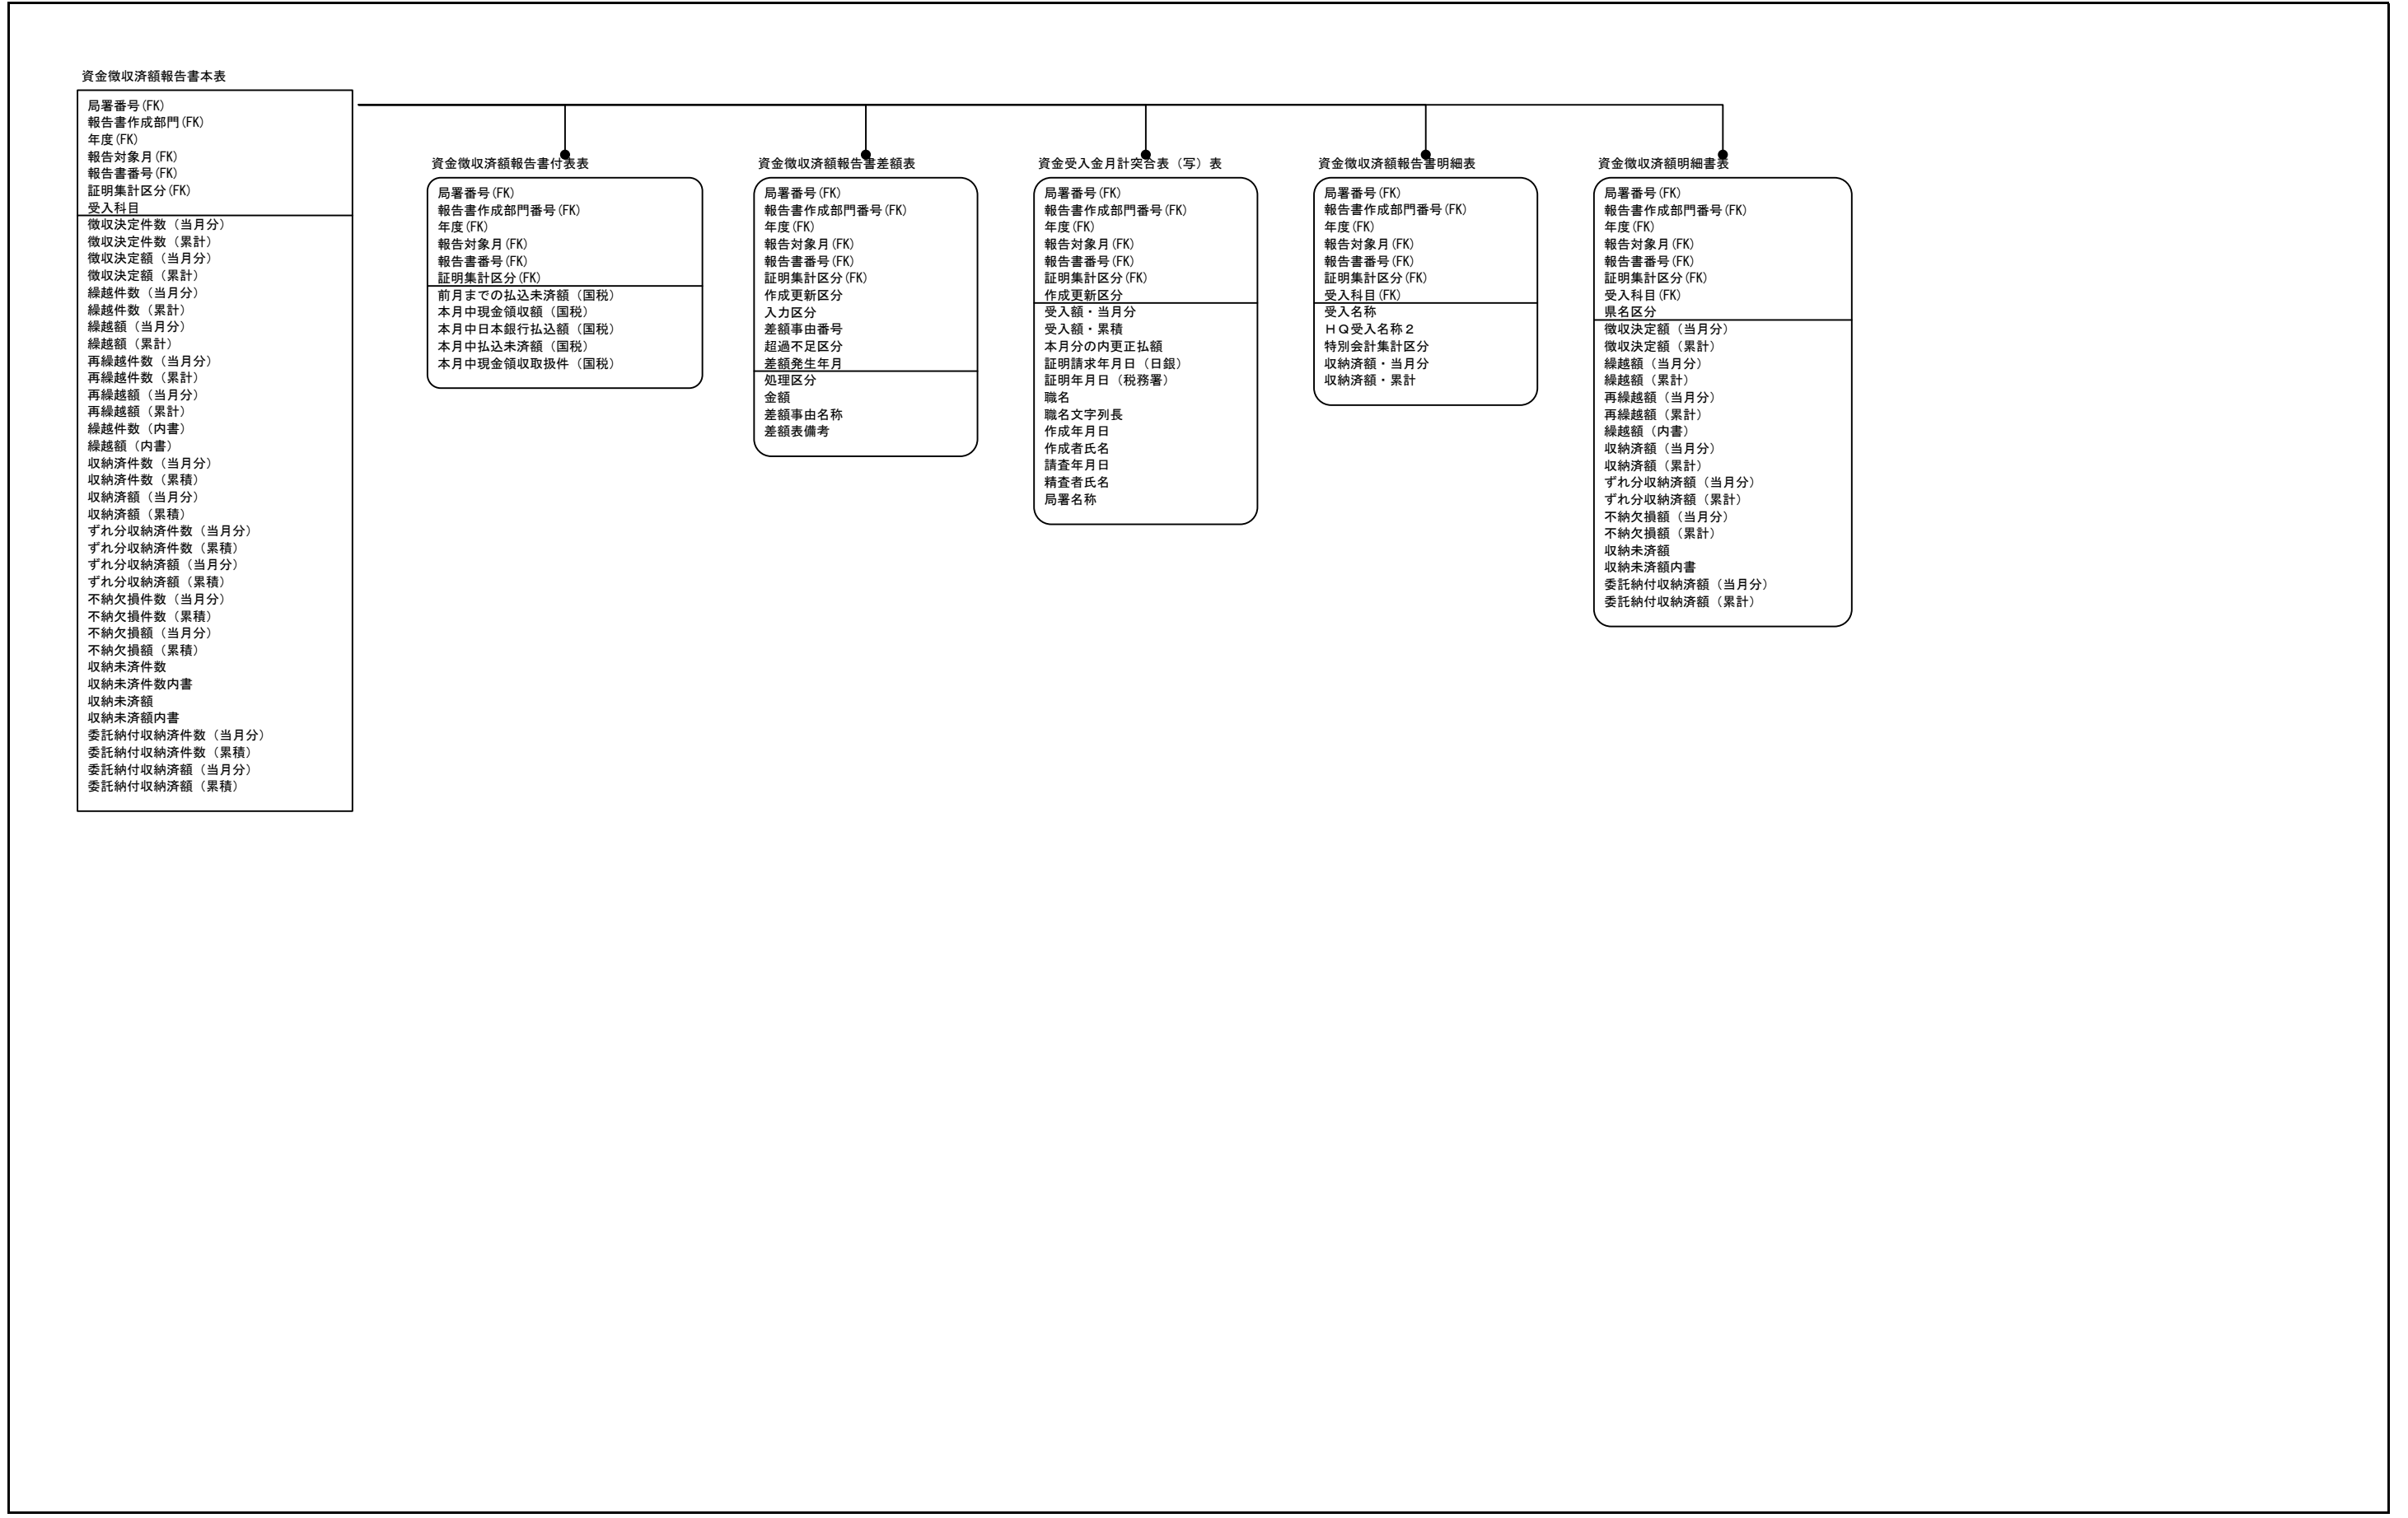 資金徴収済額報告書本表
局署番号(FK)
報告書作成部門(FK)
年度(FK)
報告対象月(FK)
報告書番号(FK)
証明集計区分(FK)
受入科目
徴収決定件数（当月分）
徴収決定件数（累計）
徴収決定額（当月分）
徴収決定額（累計）
繰越件数（当月分）
繰越件数（累計）
繰越額（当月分）
繰越額（累計）
再繰越件数（当月分）
再繰越件数（累計）
再繰越額（当月分）
再繰越額（累計）
繰越件数（内書）
繰越額（内書）
収納済件数（当月分）
収納済件数（累積）
収納済額（当月分）
収納済額（累積）
ずれ分収納済件数（当月分）
ずれ分収納済件数（累積）
ずれ分収納済額（当月分）
ずれ分収納済額（累積）
不納欠損件数（当月分）
不納欠損件数（累積）
不納欠損額（当月分）
不納欠損額（累積）
収納未済件数
収納未済件数内書
収納未済額
収納未済額内書
委託納付収納済件数（当月分）
委託納付収納済件数（累積）
委託納付収納済額（当月分）
委託納付収納済額（累積）
資金徴収済額報告書付表表
局署番号(FK)
報告書作成部門番号(FK)
年度(FK)
報告対象月(FK)
報告書番号(FK)
証明集計区分(FK)
前月までの払込未済額（国税）
本月中現金領収額（国税）
本月中日本銀行払込額（国税）
本月中払込未済額（国税）
本月中現金領収取扱件（国税）
資金徴収済額報告書差額表
局署番号(FK)
報告書作成部門番号(FK)
年度(FK)
報告対象月(FK)
報告書番号(FK)
証明集計区分(FK)
作成更新区分
入力区分
差額事由番号
超過不足区分
差額発生年月
処理区分
金額
差額事由名称
差額表備考
資金受入金月計突合表（写）表
局署番号(FK)
報告書作成部門番号(FK)
年度(FK)
報告対象月(FK)
報告書番号(FK)
証明集計区分(FK)
作成更新区分
受入額・当月分
受入額・累積
本月分の内更正払額
証明請求年月日（日銀）
証明年月日（税務署）
職名
職名文字列長
作成年月日
作成者氏名
請査年月日
精査者氏名
局署名称
資金徴収済額報告書明細表
局署番号(FK)
報告書作成部門番号(FK)
年度(FK)
報告対象月(FK)
報告書番号(FK)
証明集計区分(FK)
受入科目(FK)
受入名称
ＨＱ受入名称２
特別会計集計区分
収納済額・当月分
収納済額・累計
資金徴収済額明細書表
局署番号(FK)
報告書作成部門番号(FK)
年度(FK)
報告対象月(FK)
報告書番号(FK)
証明集計区分(FK)
受入科目(FK)
県名区分
徴収決定額（当月分）
徴収決定額（累計）
繰越額（当月分）
繰越額（累計）
再繰越額（当月分）
再繰越額（累計）
繰越額（内書）
収納済額（当月分）
収納済額（累計）
ずれ分収納済額（当月分）
ずれ分収納済額（累計）
不納欠損額（当月分）
不納欠損額（累計）
収納未済額
収納未済額内書
委託納付収納済額（当月分）
委託納付収納済額（累計）